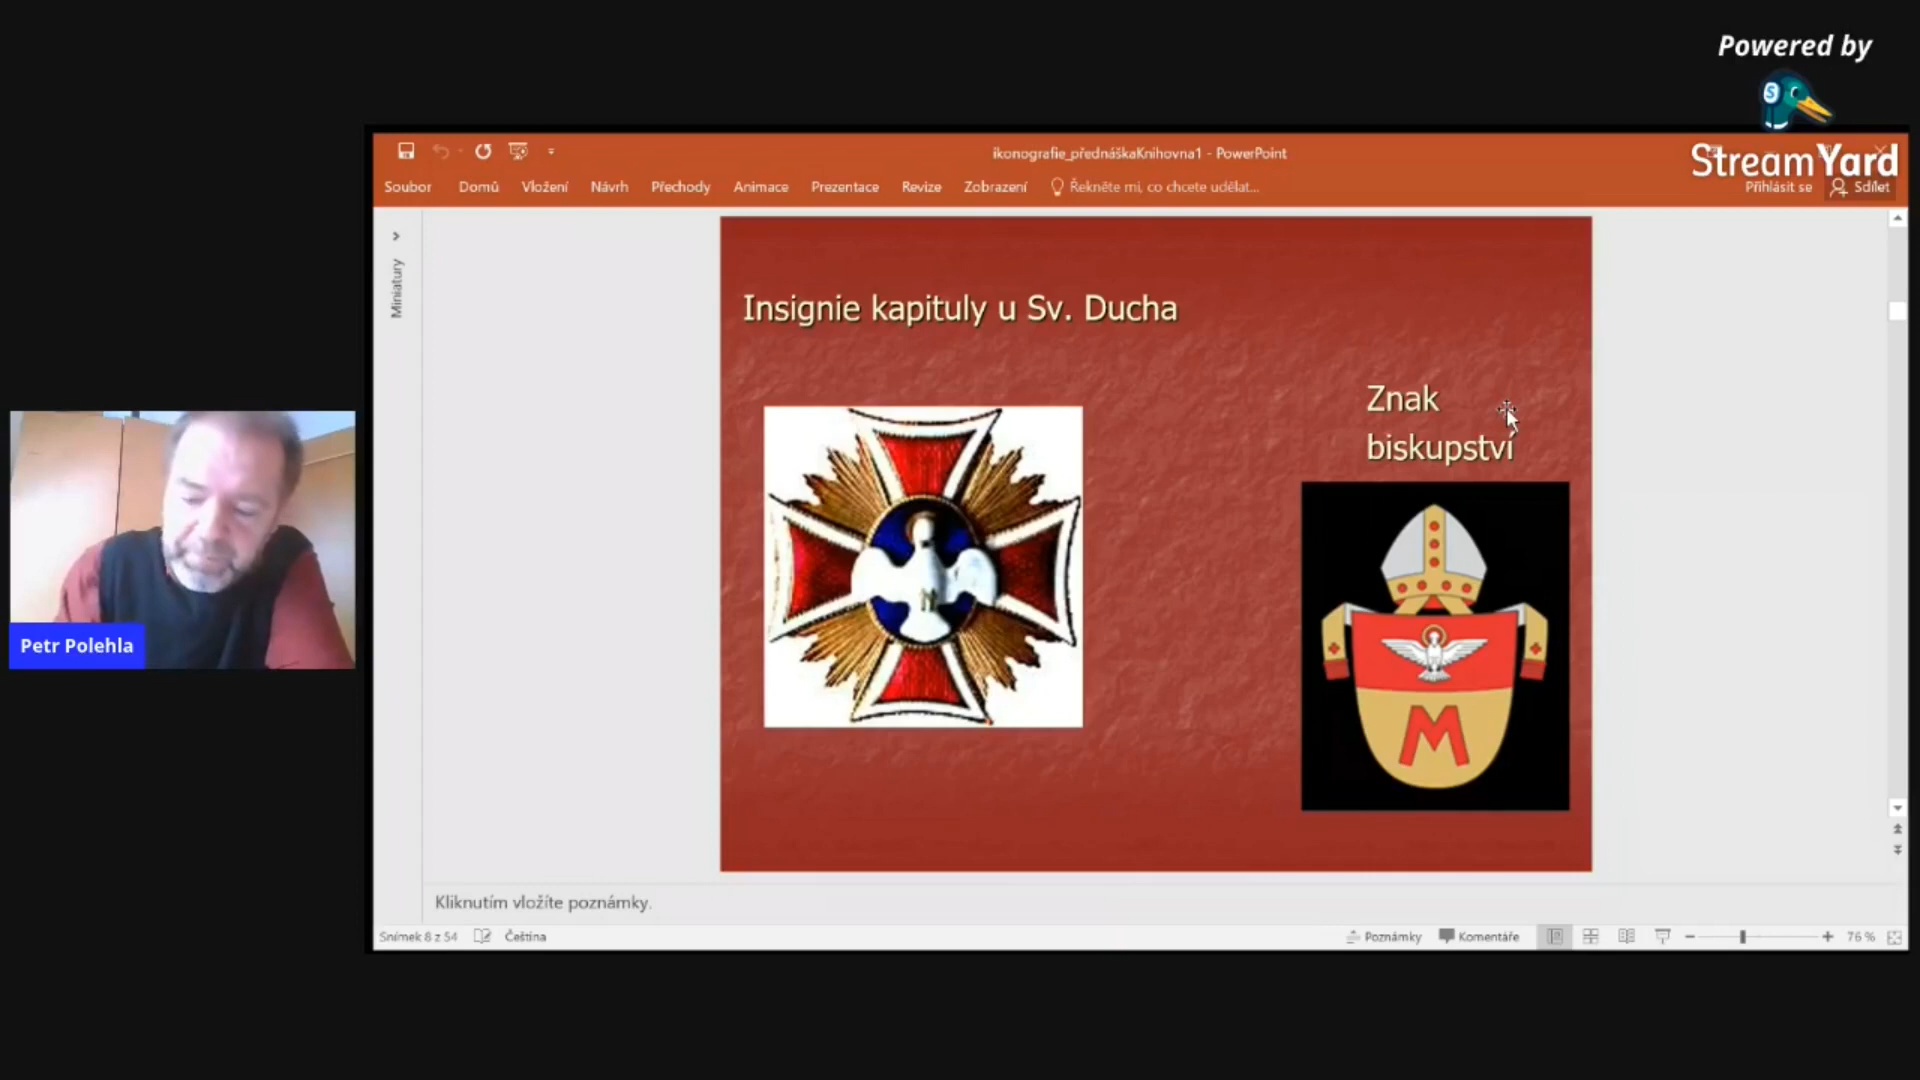 Powered by
StreamYard
ikonografie_přednáškaKnihovna1 - PowerPoint
Soubor Domů Vložení Návrh Přechody Animace Prezentace Revize Zobrazení Řekněte mi, co chcete udělat... Přihlásit se Sdílet
Miniatury
Insignie kapituly u Sv. Ducha
Znak
biskupství
M
Petr Polehla
Kliknutím vložíte poznámky.
Snímek 8 z 54 Čeština Poznámky Komentáře 76 %